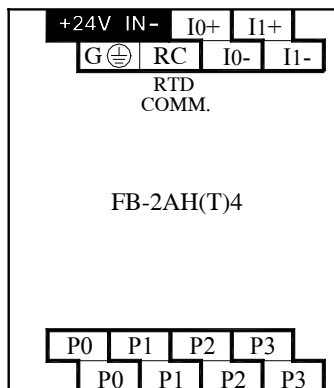 +24V IN- I0+ I1+
G RC I0- I1-
RTD
COMM.
FB-2AH(T)4
P0 P1 P2 P3
P0 P1 P2 P3